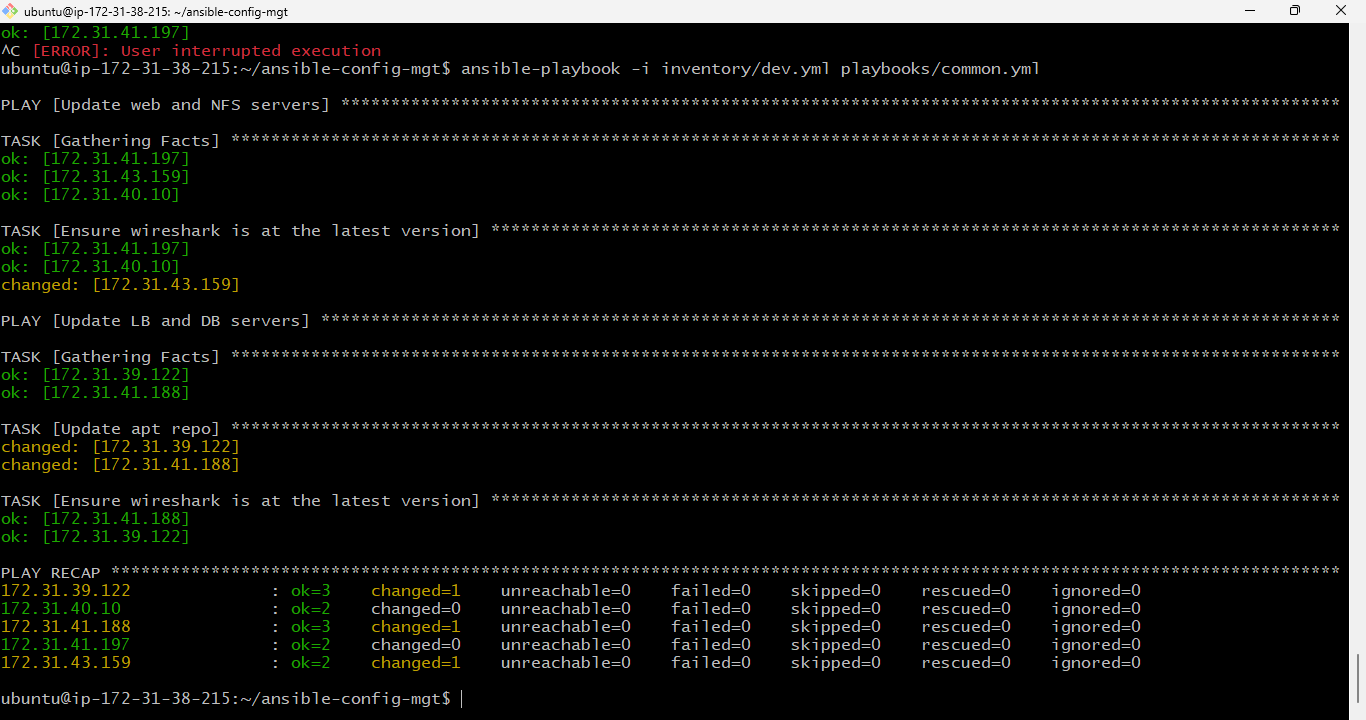 ubuntu@ip-172-31-38-215: ~/ansible-config-mgt
ok: [172.31.41.197]
^C [ERROR]: User interrupted execution
ubuntu@ip-172-31-38-215:~/ansible-config-mgt$ ansible-playbook -i inventory/dev.yml playbooks/common.yml
PLAY [Update web and NFS servers] ****************************************************************************************************
TASK [Gathering Facts] ***************************************************************************************************************
ok: [172.31.41.197]
ok: [172.31.43.159]
ok: [172.31.40.10]
TASK [Ensure wireshark is at the latest version] *************************************************************************************
ok: [172.31.41.197]
ok: [172.31.40.10]
changed: [172.31.43.159]
PLAY [Update LB and DB servers] ******************************************************************************************************
TASK [Gathering Facts] ***************************************************************************************************************
ok: [172.31.39.122]
ok: [172.31.41.188]
TASK [Update apt repo] ***************************************************************************************************************
changed: [172.31.39.122]
changed: [172.31.41.188]
TASK [Ensure wireshark is at the latest version] *************************************************************************************
ok: [172.31.41.188]
ok: [172.31.39.122]
PLAY RECAP ***************************************************************************************************************************
172.31.39.122              : ok=3    changed=1    unreachable=0    failed=0    skipped=0    rescued=0    ignored=0
172.31.40.10               : ok=2    changed=0    unreachable=0    failed=0    skipped=0    rescued=0    ignored=0
172.31.41.188              : ok=3    changed=1    unreachable=0    failed=0    skipped=0    rescued=0    ignored=0
172.31.41.197              : ok=2    changed=0    unreachable=0    failed=0    skipped=0    rescued=0    ignored=0
172.31.43.159              : ok=2    changed=1    unreachable=0    failed=0    skipped=0    rescued=0    ignored=0
ubuntu@ip-172-31-38-215:~/ansible-config-mgt$